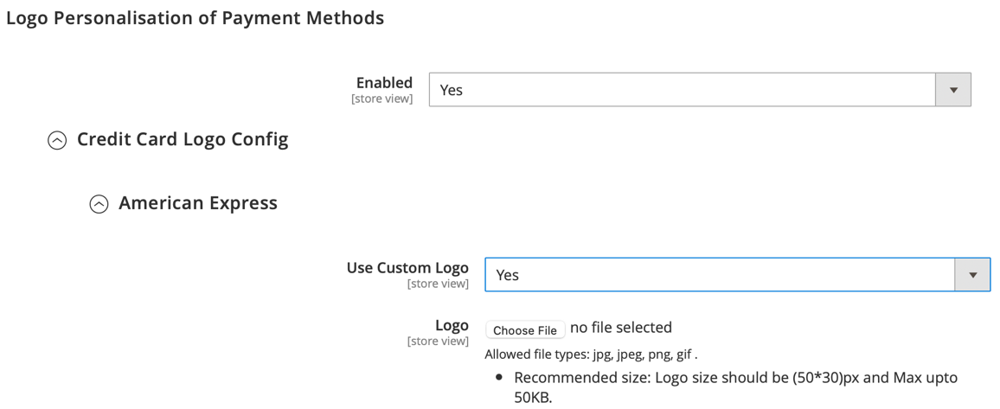 Logo Personalisation of Payment Methods
Enabled
[store view]
Yes
Credit Card Logo Config
American Express
Use Custom Logo
[store view]
Yes
Logo
[store view]
Choose File no file selected
Allowed file types: jpg, jpeg, png, gif .
• Recommended size: Logo size should be (50*30)px and Max upto
50KB.